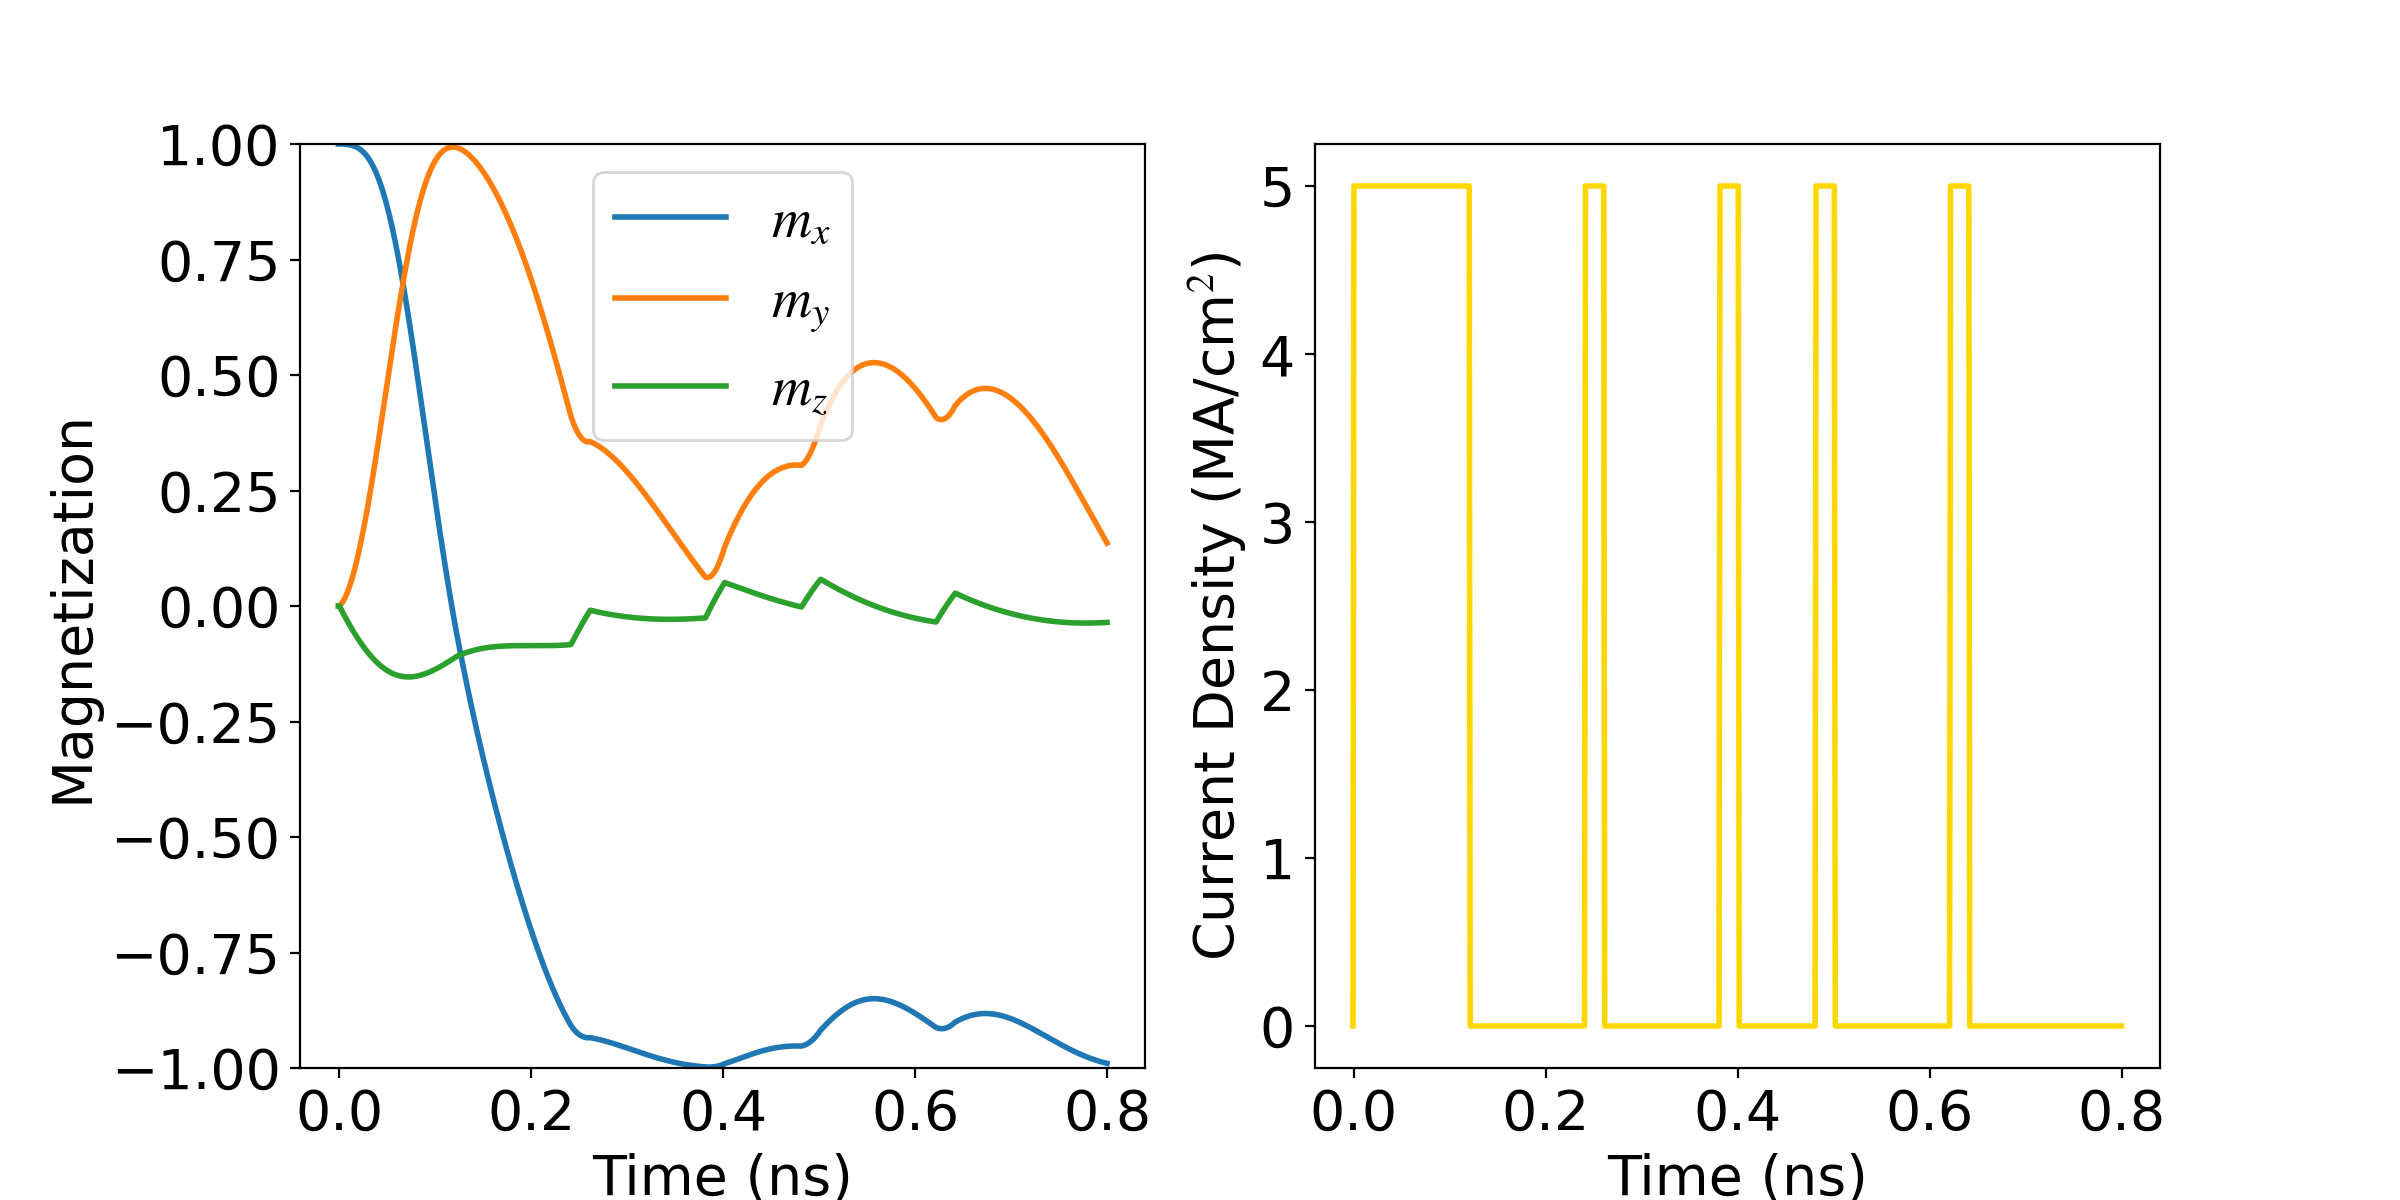 Magnetization
1.00
0.75
0.50
0.25
0.00
−0.25
−0.50
−0.75
−1.00
0.0 0.2 0.4 0.6 0.8
Time (ns)
m_x
m_y
m_z
Current Density (MA/cm²)
5
4
3
2
1
0
0.0 0.2 0.4 0.6 0.8
Time (ns)